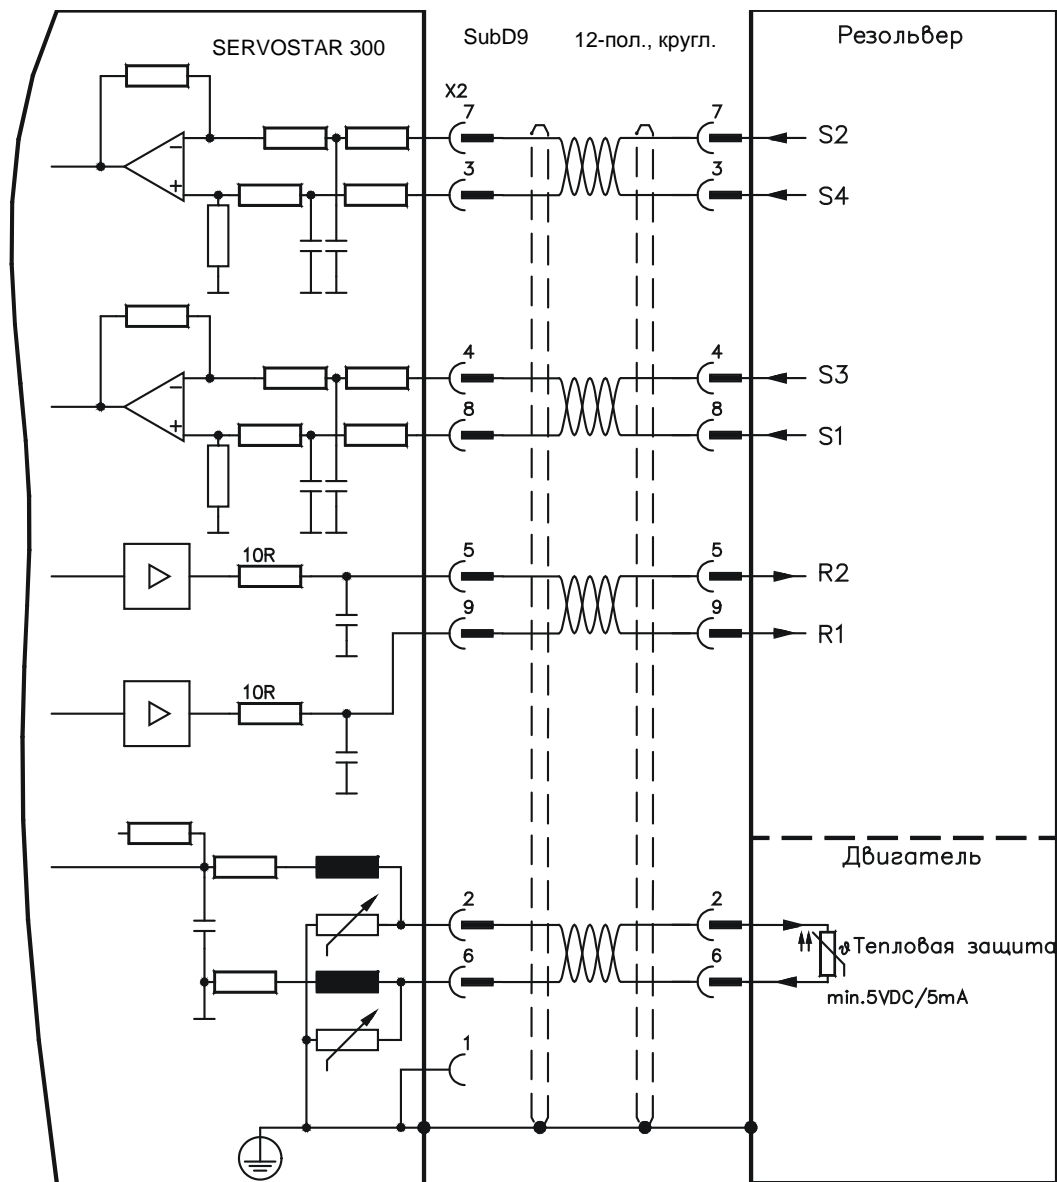 SERVOSTAR 300
SubD9
12-пол., кругл.
Резольвер
X2
7
7
S2
3
3
S4
4
4
S3
8
8
S1
10R
5
5
R2
9
9
R1
10R
Двигатель
2
2
ϑ Тепловая защита
6
6
min.5VDC/5mA
1